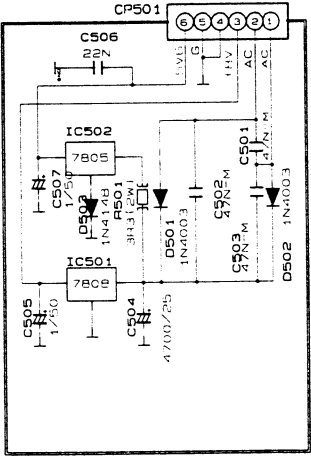 CP501
6 5 4 3 2 1
C506
22N
5V6
G
+8V
AC
AC
C501
47N-M
IC502
7805
C507
1/50
D503
1N4148
R501
3R3(2W)
D501
1N4003
C502
47N-M
C503
47N-M
1N4003
D502
IC501
7808
C505
1/50
C504
4700/25